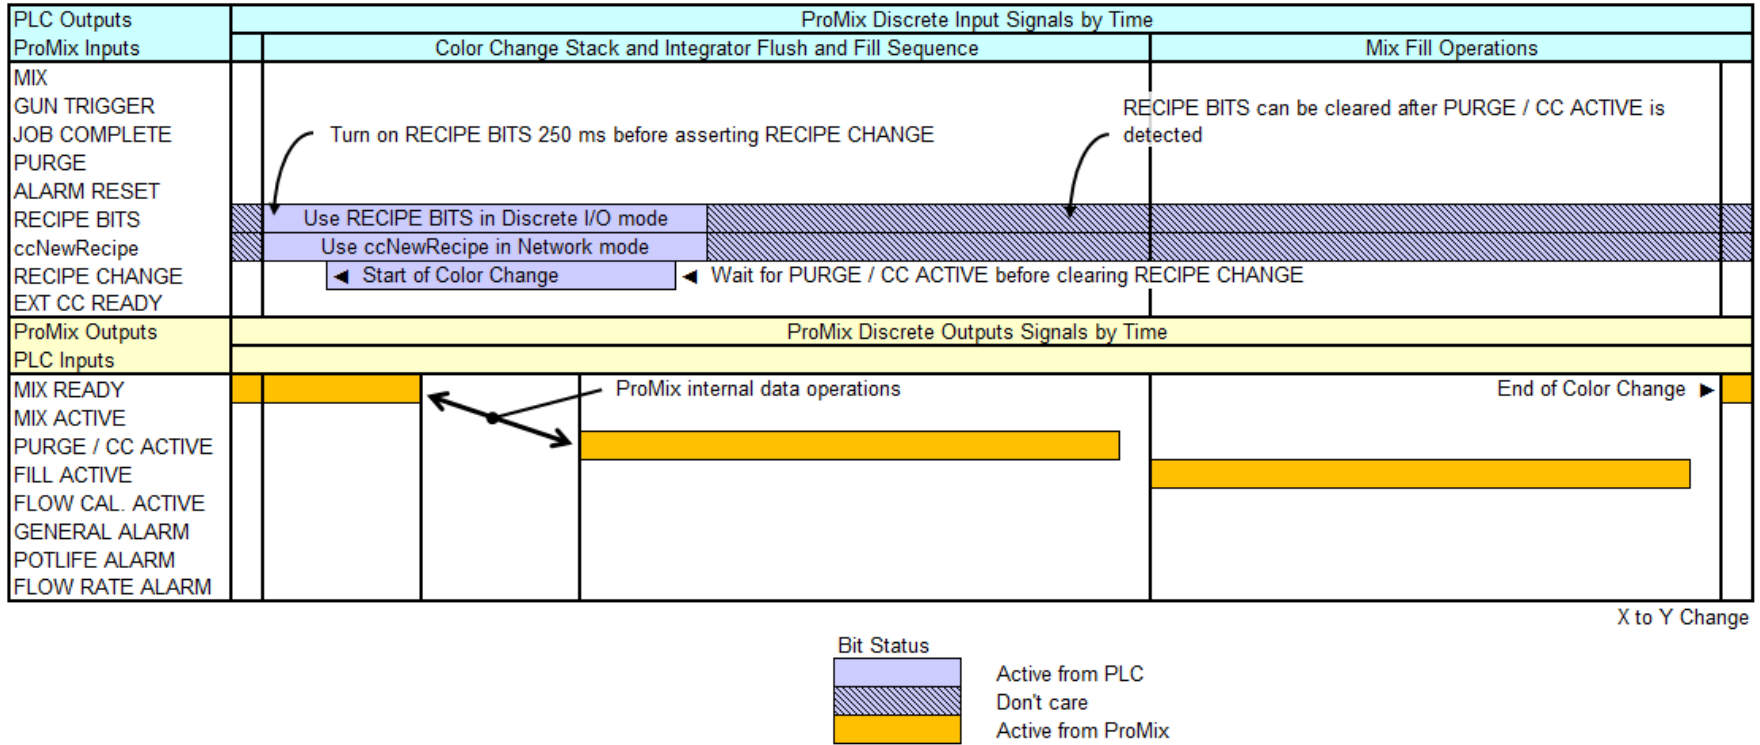 PLC Outputs
ProMix Discrete Input Signals by Time
ProMix Inputs
Color Change Stack and Integrator Flush and Fill Sequence
Mix Fill Operations
MIX
GUN TRIGGER
RECIPE BITS can be cleared after PURGE / CC ACTIVE is
JOB COMPLETE
Turn on RECIPE BITS 250 ms before asserting RECIPE CHANGE
detected
PURGE
ALARM RESET
RECIPE BITS
Use RECIPE BITS in Discrete I/O mode
ccNewRecipe
Use ccNewRecipe in Network mode
RECIPE CHANGE
◄ Start of Color Change
◄ Wait for PURGE / CC ACTIVE before clearing RECIPE CHANGE
EXT CC READY
ProMix Outputs
ProMix Discrete Outputs Signals by Time
PLC Inputs
MIX READY
ProMix internal data operations
End of Color Change ►
MIX ACTIVE
PURGE / CC ACTIVE
FILL ACTIVE
FLOW CAL. ACTIVE
GENERAL ALARM
POTLIFE ALARM
FLOW RATE ALARM
X to Y Change
Bit Status
Active from PLC
Don't care
Active from ProMix